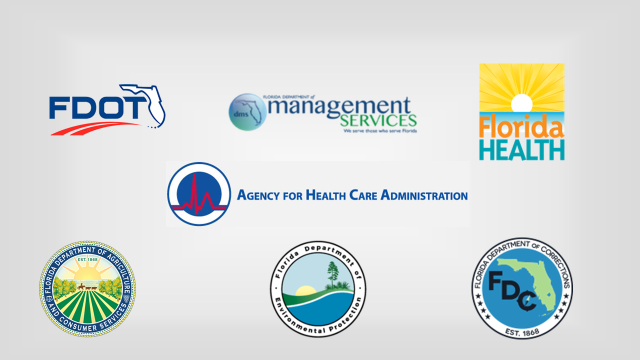 FDOT
FLORIDA DEPARTMENT of
dms
management
SERVICES
We serve those who serve Florida
Florida
HEALTH
AGENCY FOR HEALTH CARE ADMINISTRATION
FLORIDA DEPARTMENT OF AGRICULTURE
EST. 1868
AND CONSUMER SERVICES
Florida Department of
Environmental Protection
FLORIDA DEPARTMENT OF CORRECTIONS
FDC
EST. 1868